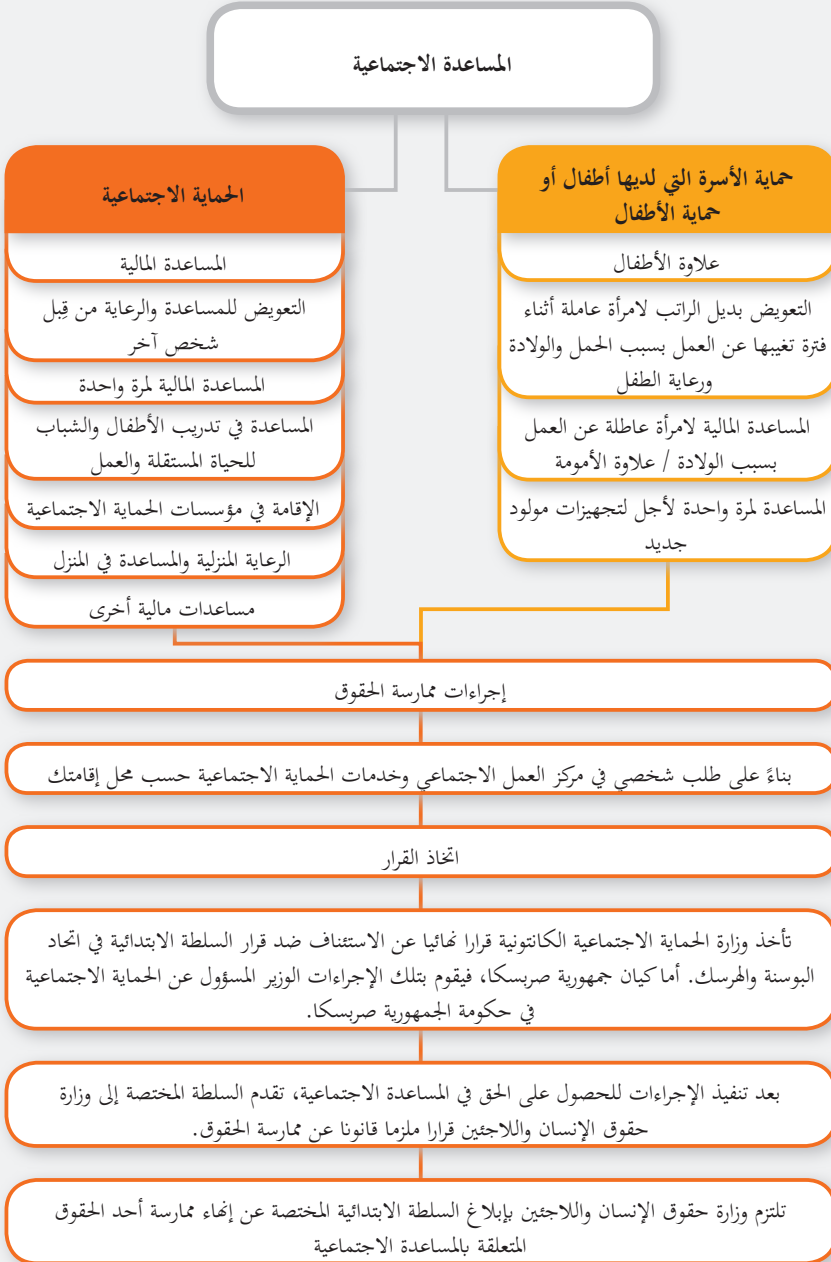 المساعدة الاجتماعية
حماية الأسرة التي لديها أطفال أو
حماية الأطفال
علاوة الأطفال
التعويض بديل الراتب لامرأة عاملة أثناء
فترة تغيبها عن العمل بسبب الحمل والولادة
ورعاية الطفل
المساعدة المالية لامرأة عاطلة عن العمل
بسبب الولادة / علاوة الأمومة
المساعدة لمرة واحدة لأجل لتجهيزات مولود
جديد
الحماية الاجتماعية
المساعدة المالية
التعويض للمساعدة والرعاية من قِبل
شخص آخر
المساعدة المالية لمرة واحدة
المساعدة في تدريب الأطفال والشباب
للحياة المستقلة والعمل
الإقامة في مؤسسات الحماية الاجتماعية
الرعاية المنزلية والمساعدة في المنزل
مساعدات مالية أخرى
إجراءات ممارسة الحقوق
بناءً على طلب شخصي في مركز العمل الاجتماعي وخدمات الحماية الاجتماعية حسب محل إقامتك
اتخاذ القرار
تأخذ وزارة الحماية الاجتماعية الكانتونية قرارا نهائيا عن الاستئناف ضد قرار السلطة الابتدائية في اتحاد
البوسنة والهرسك. أما كيان جمهورية صربسكا، فيقوم بتلك الإجراءات الوزير المسؤول عن الحماية الاجتماعية
في حكومة الجمهورية صربسكا.
بعد تنفيذ الإجراءات للحصول على الحق في المساعدة الاجتماعية، تقدم السلطة المختصة إلى وزارة
حقوق الإنسان واللاجئين قرارا ملزما قانونا عن ممارسة الحقوق.
تلتزم وزارة حقوق الإنسان واللاجئين بإبلاغ السلطة الابتدائية المختصة عن إنهاء ممارسة أحد الحقوق
المتعلقة بالمساعدة الاجتماعية